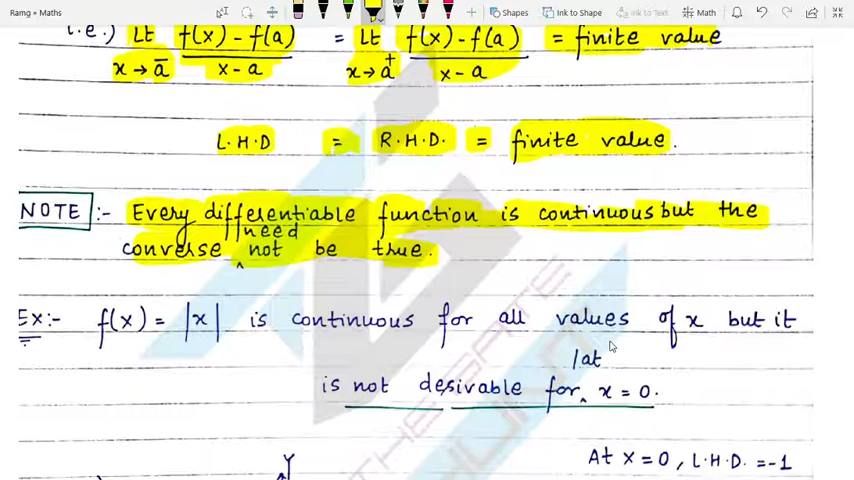 Ramg » Maths
Shapes
Ink to Shape
Ink to Text
Math
i.e.) Lt f(x) - f(a) / x - a = Lt f(x) - f(a) / x - a = finite value
x → a⁻ x → a⁺
L.H.D = R.H.D. = finite value.
NOTE :- Every differentiable function is continuous but the
converse need not be true.
Ex:- f(x) = |x| is continuous for all values of x but it
is not desivable for /at x = 0.
At x = 0, L.H.D. = -1
Y